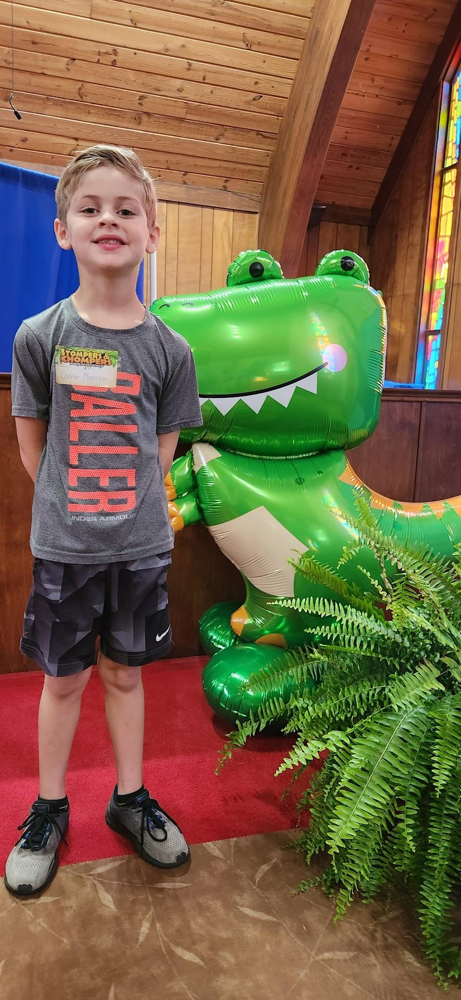 STOMPERS &
CHOMPERS
Connor Morrison
BALLER
UNDER ARMOUR